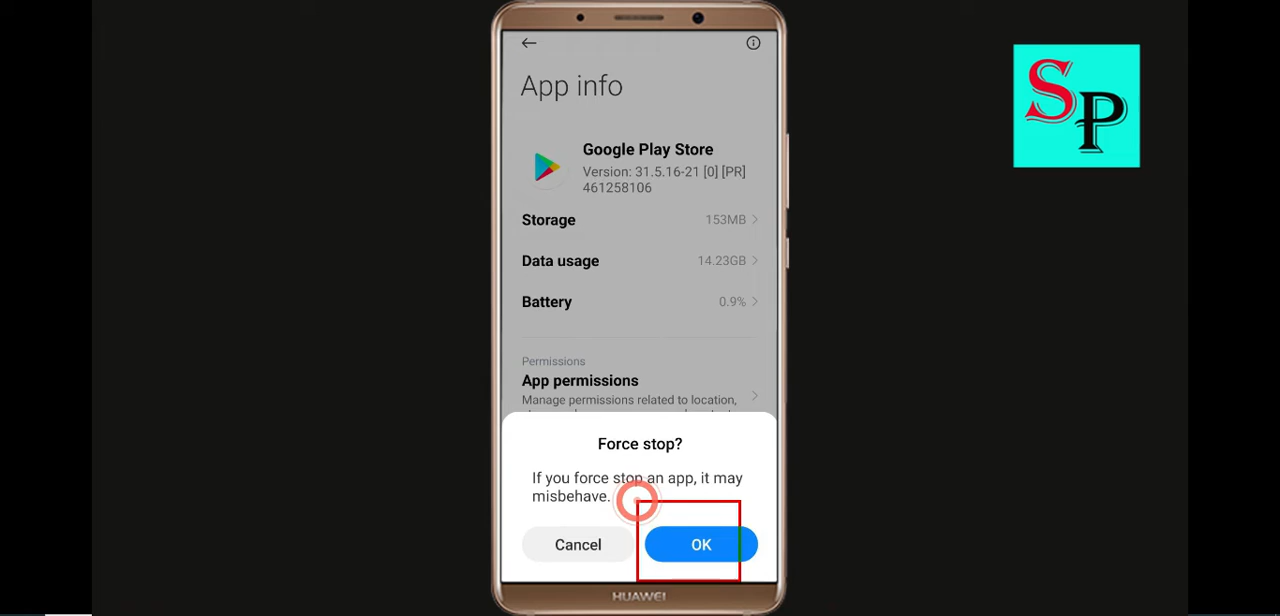 App info
Google Play Store
Version: 31.5.16-21 [0] [PR]
461258106
Storage 153MB
Data usage 14.23GB
Battery 0.9%
Permissions
App permissions
Manage permissions related to location,
Force stop?
If you force stop an app, it may
misbehave.
Cancel OK
HUAWEI
SP